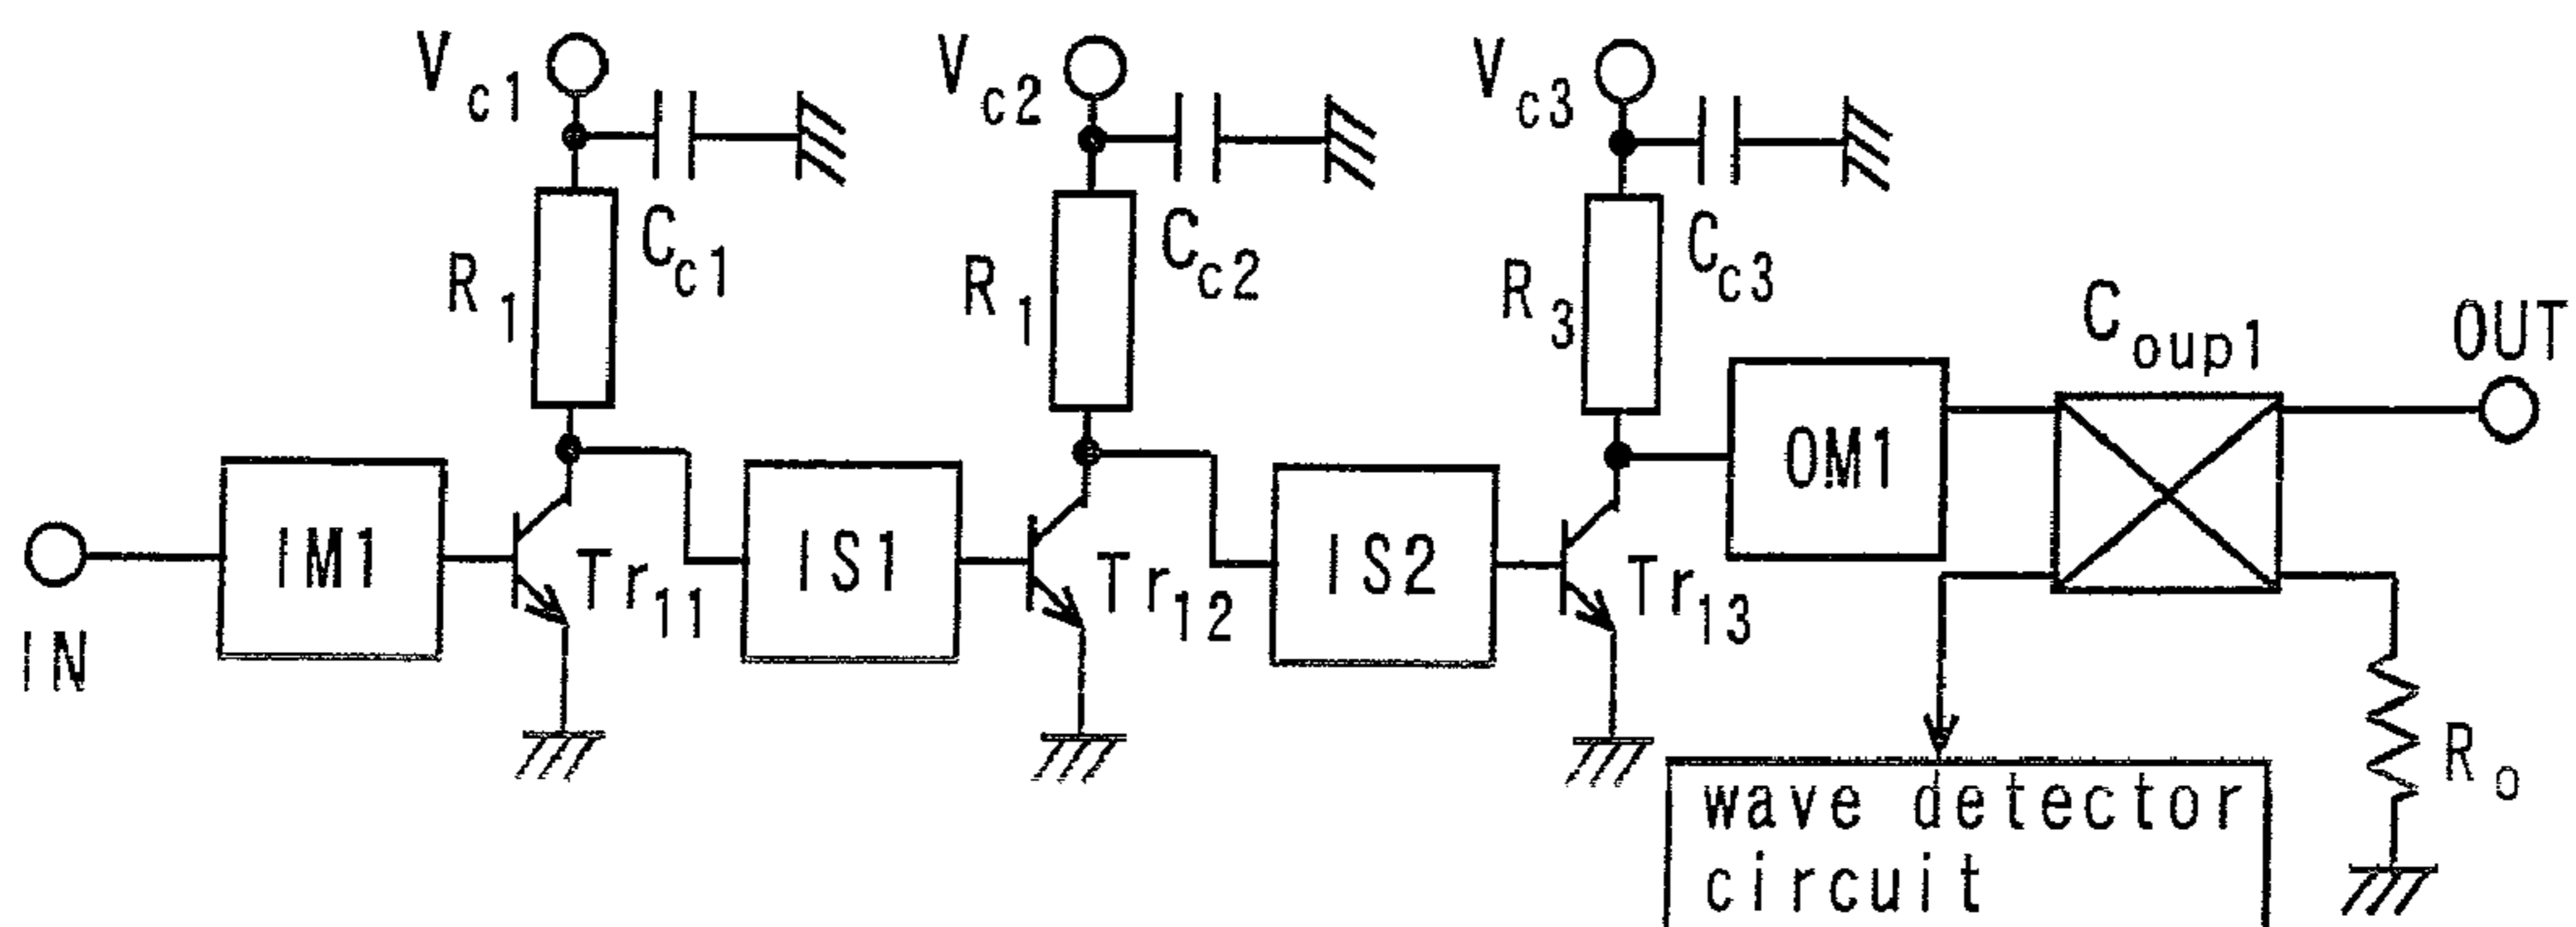 Vc1
Vc2
Vc3
Cc1
Cc2
Cc3
R1
R1
R3
Coup1
OUT
OM1
IM1
IS1
IS2
Tr11
Tr12
Tr13
IN
Ro
wave detector
circuit